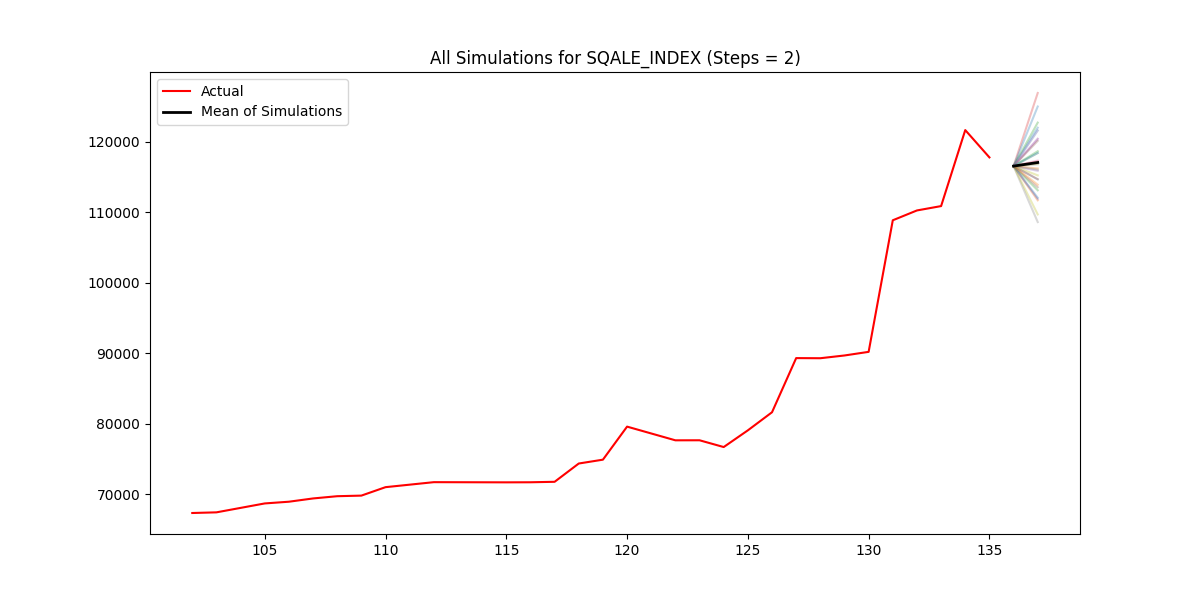 All Simulations for SQALE_INDEX (Steps = 2)
Actual
Mean of Simulations
120000
110000
100000
90000
80000
70000
105 110 115 120 125 130 135